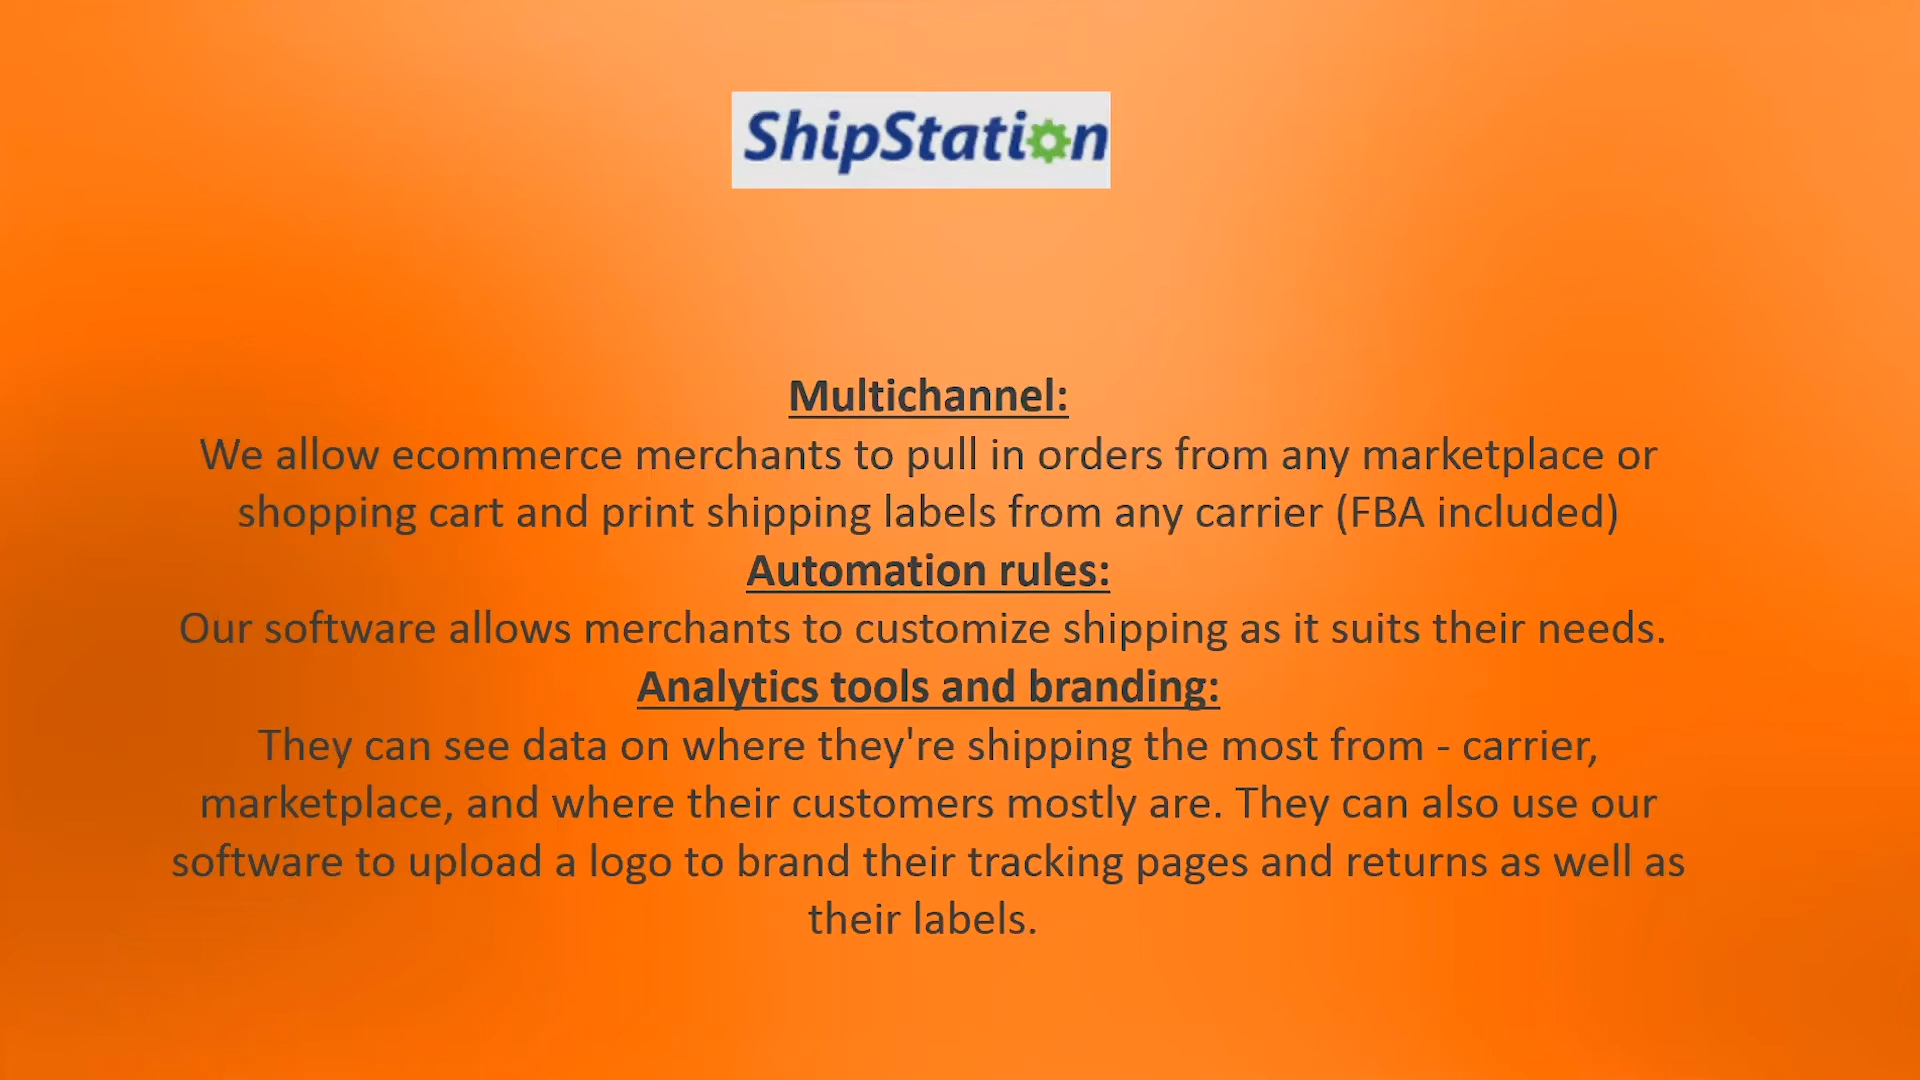 ShipStation
Multichannel:
We allow ecommerce merchants to pull in orders from any marketplace or
shopping cart and print shipping labels from any carrier (FBA included)
Automation rules:
Our software allows merchants to customize shipping as it suits their needs.
Analytics tools and branding:
They can see data on where they're shipping the most from - carrier,
marketplace, and where their customers mostly are. They can also use our
software to upload a logo to brand their tracking pages and returns as well as
their labels.